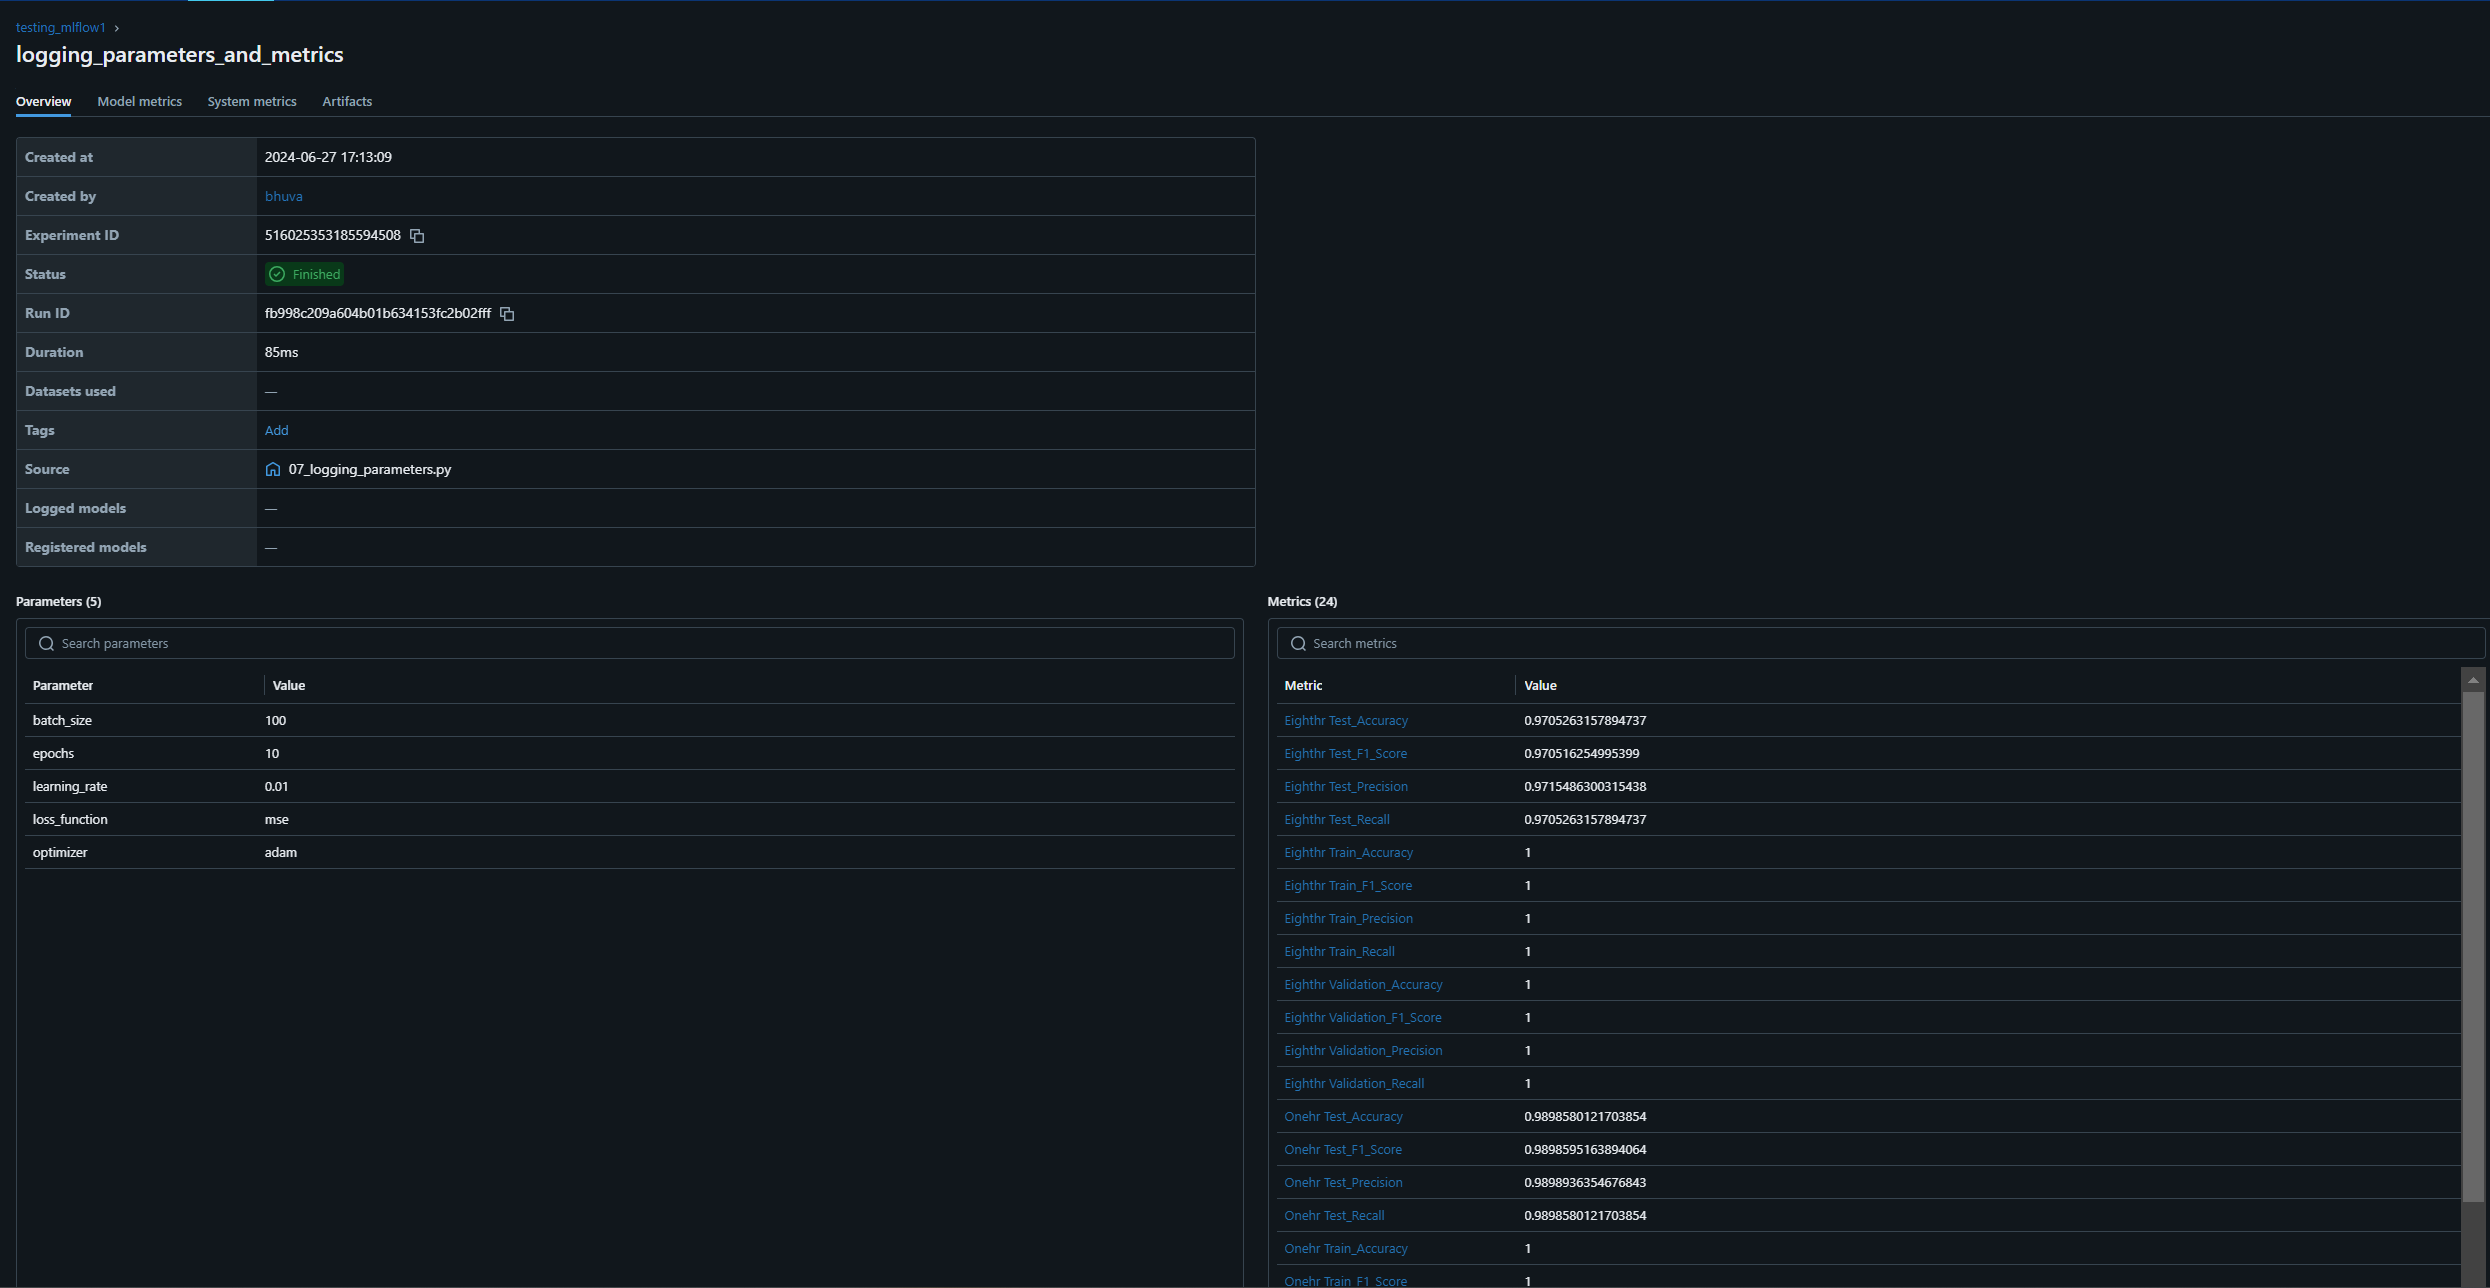 testing_mlflow1 ›
logging_parameters_and_metrics
Overview Model metrics System metrics Artifacts
Created at 2024-06-27 17:13:09
Created by bhuva
Experiment ID 516025353185594508
Status Finished
Run ID fb998c209a604b01b634153fc2b02fff
Duration 85ms
Datasets used —
Tags Add
Source 07_logging_parameters.py
Logged models —
Registered models —
Parameters (5)
Search parameters
Parameter Value
batch_size 100
epochs 10
learning_rate 0.01
loss_function mse
optimizer adam
Metrics (24)
Search metrics
Metric Value
Eighthr Test_Accuracy 0.9705263157894737
Eighthr Test_F1_Score 0.970516254995399
Eighthr Test_Precision 0.9715486300315438
Eighthr Test_Recall 0.9705263157894737
Eighthr Train_Accuracy 1
Eighthr Train_F1_Score 1
Eighthr Train_Precision 1
Eighthr Train_Recall 1
Eighthr Validation_Accuracy 1
Eighthr Validation_F1_Score 1
Eighthr Validation_Precision 1
Eighthr Validation_Recall 1
Onehr Test_Accuracy 0.9898580121703854
Onehr Test_F1_Score 0.9898595163894064
Onehr Test_Precision 0.9898936354676843
Onehr Test_Recall 0.9898580121703854
Onehr Train_Accuracy 1
Onehr Train_F1_Score 1